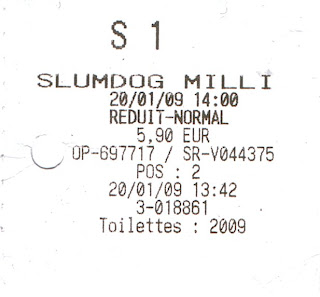 S 1
SLUMDOG MILLI
20/01/09 14:00
REDUIT-NORMAL
5,90 EUR
OP-697717 / SR-V044375
POS : 2
20/01/09 13:42
3-018861
Toilettes : 2009